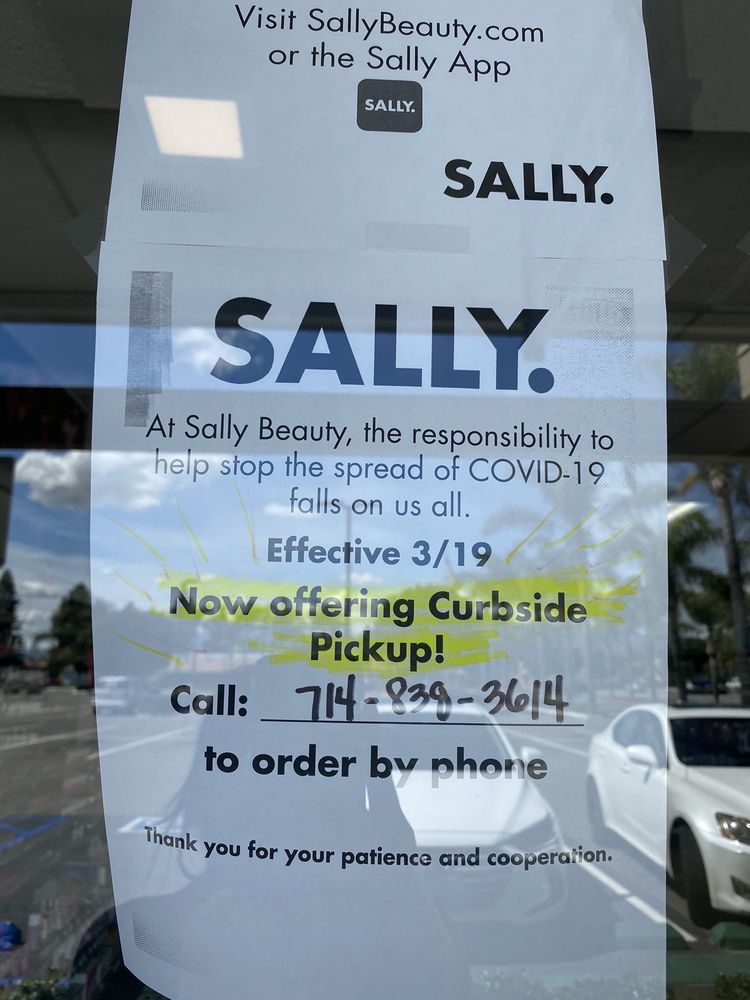 Visit SallyBeauty.com
or the Sally App
SALLY.
SALLY.
SALLY.
At Sally Beauty, the responsibility to
help stop the spread of COVID-19
falls on us all.
Effective 3/19
Now offering Curbside
Pickup!
Call: 714-839-3614
to order by phone
Thank you for your patience and cooperation.